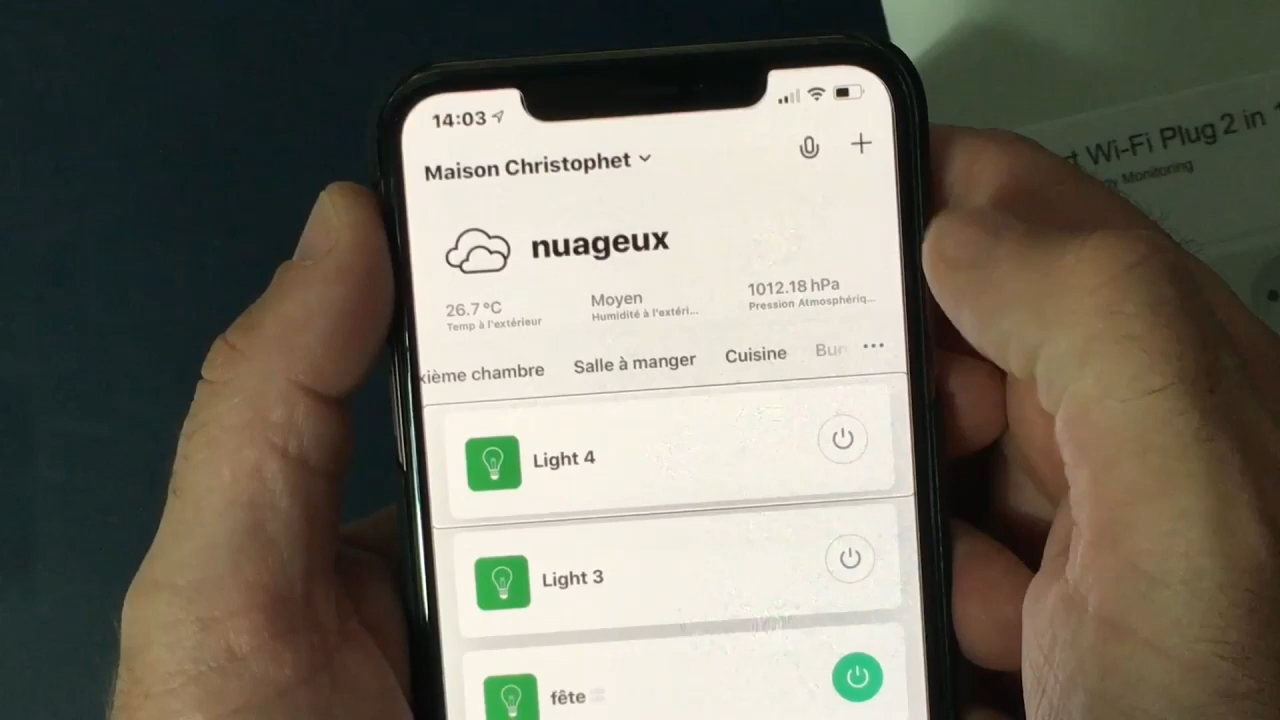 14:03
Maison Christophet
nuageux
26.7°C
Temp à l'extérieur
Moyen
Humidité à l'extéri...
1012.18 hPa
Pression Atmosphériq...
xième chambre Salle à manger Cuisine Bu ...
Light 4
Light 3
fête
Wi-Fi Plug 2 in
Monitoring